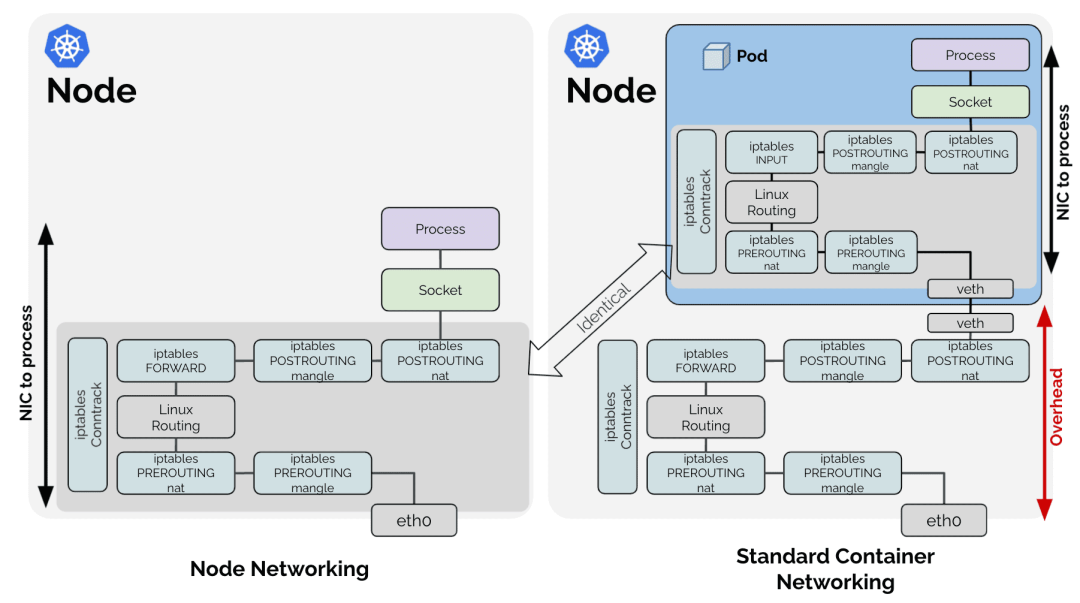 Node
NIC to process
Process
Socket
iptables
Conntrack
iptables
FORWARD
iptables
POSTROUTING
mangle
iptables
POSTROUTING
nat
Linux
Routing
iptables
PREROUTING
nat
iptables
PREROUTING
mangle
eth0
Node Networking
Identical
Node
Pod
Process
Socket
iptables
Conntrack
iptables
INPUT
iptables
POSTROUTING
mangle
iptables
POSTROUTING
nat
Linux
Routing
iptables
PREROUTING
nat
iptables
PREROUTING
mangle
veth
NIC to process
veth
iptables
Conntrack
iptables
FORWARD
iptables
POSTROUTING
mangle
iptables
POSTROUTING
nat
Linux
Routing
iptables
PREROUTING
nat
iptables
PREROUTING
mangle
eth0
Overhead
Standard Container
Networking